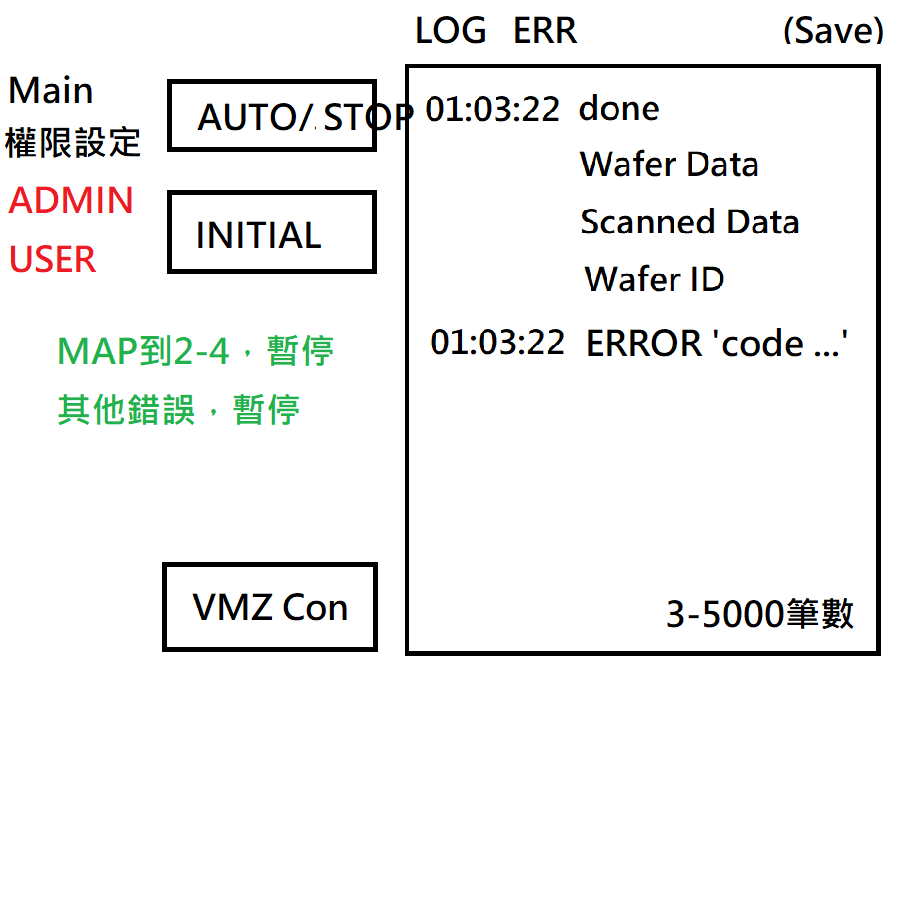 LOG ERR (Save)
Main
權限設定
ADMIN
USER
AUTO/. STOP
INITIAL
MAP到2-4，暫停
其他錯誤，暫停
VMZ Con
01:03:22 done
Wafer Data
Scanned Data
Wafer ID
01:03:22 ERROR 'code ...'
3-5000筆數